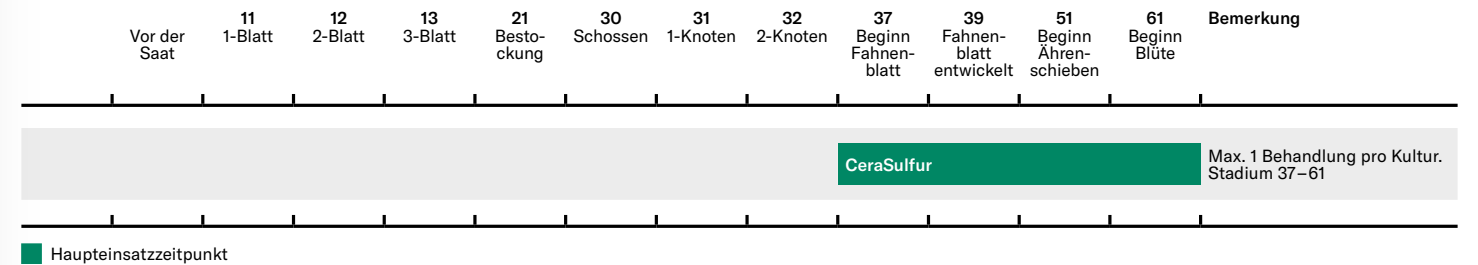 Vor der
Saat
11
1-Blatt
12
2-Blatt
13
3-Blatt
21
Besto-
ckung
30
Schossen
31
1-Knoten
32
2-Knoten
37
Beginn
Fahnen-
blatt
39
Fahnen-
blatt
entwickelt
51
Beginn
Ähren-
schieben
61
Beginn
Blüte
Bemerkung
CeraSulfur
Max. 1 Behandlung pro Kultur.
Stadium 37–61
Haupteinsatzzeitpunkt